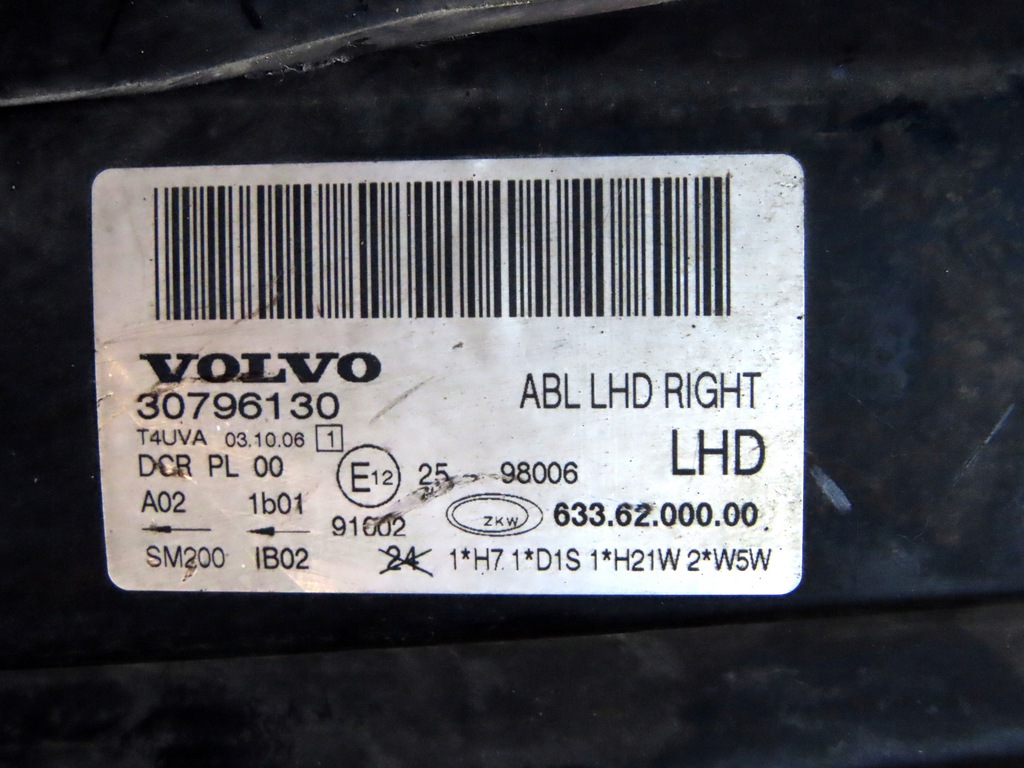 VOLVO
30796130
ABL LHD RIGHT
T4UVA 03.10.06 1
LHD
DCR PL 00
E12 25 98006
A02 1b01
91602
ZKW 633.62.000.00
SM200 IB02
24 1*H7 1*D1S 1*H21W 2*W5W